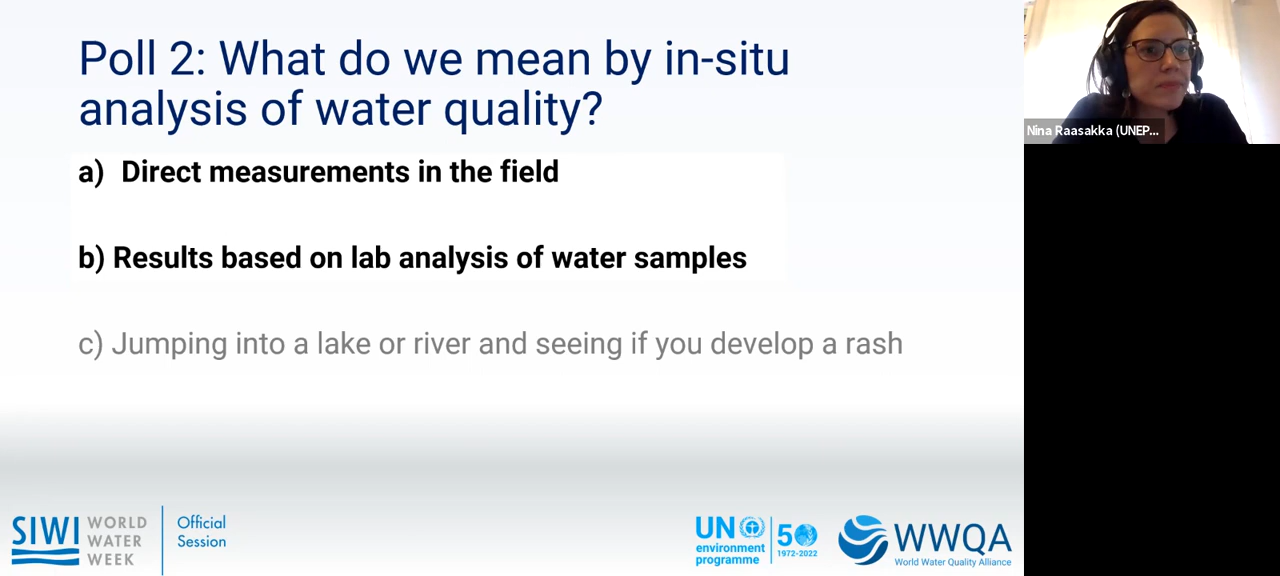 Poll 2: What do we mean by in-situ
analysis of water quality?
a) Direct measurements in the field
b) Results based on lab analysis of water samples
c) Jumping into a lake or river and seeing if you develop a rash
Nina Raasakka (UNEP...
SIWI
WORLD
WATER
WEEK
Official
Session
UN
environment
programme
50
1972-2022
WWQA
World Water Quality Alliance